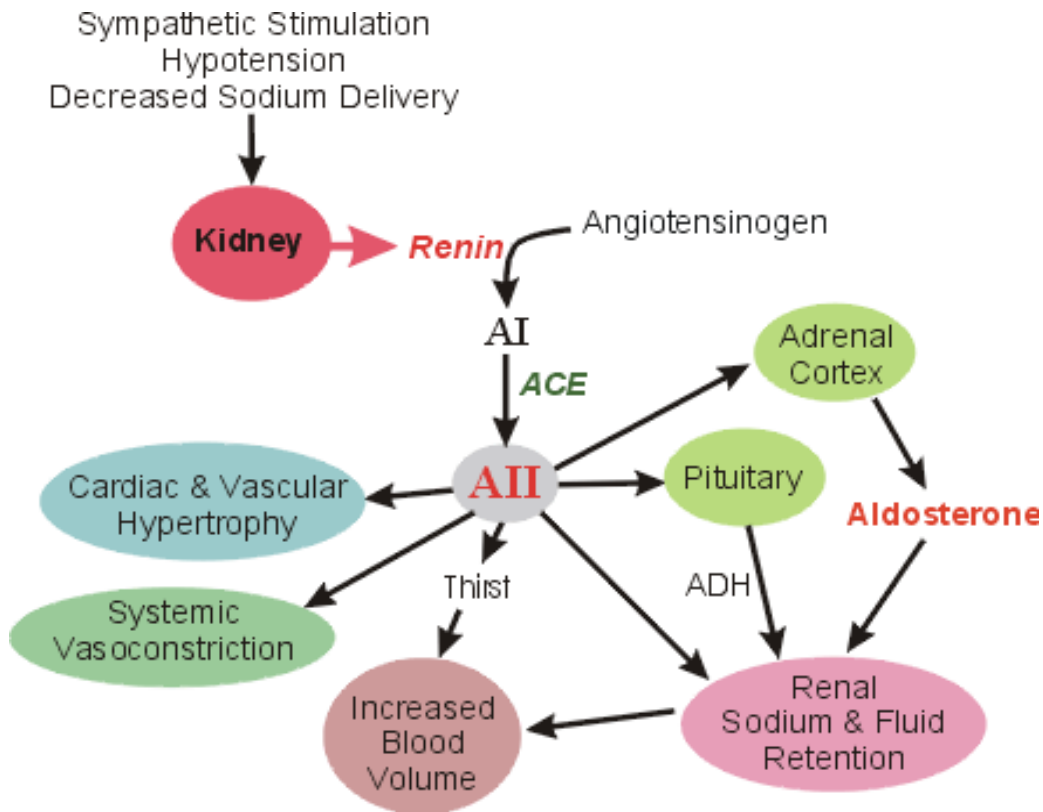 Sympathetic Stimulation
Hypotension
Decreased Sodium Delivery
Kidney
Renin
Angiotensinogen
AI
ACE
Adrenal
Cortex
AII
Pituitary
Cardiac & Vascular
Hypertrophy
Aldosterone
Thirst
ADH
Systemic
Vasoconstriction
Increased
Blood
Volume
Renal
Sodium & Fluid
Retention